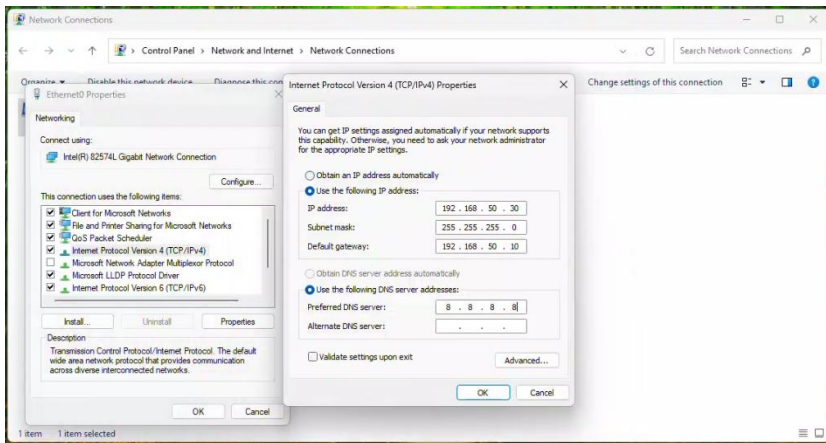 Network Connections
Control Panel > Network and Internet > Network Connections
Search Network Connections
Organize
Disable this network device
Diagnose this con
Change settings of this connection
Ethernet0 Properties
Networking
Connect using:
Intel(R) 82574L Gigabit Network Connection
Configure...
This connection uses the following items:
Client for Microsoft Networks
File and Printer Sharing for Microsoft Networks
QoS Packet Scheduler
Internet Protocol Version 4 (TCP/IPv4)
Microsoft Network Adapter Multiplexor Protocol
Microsoft LLDP Protocol Driver
Internet Protocol Version 6 (TCP/IPv6)
Install...
Uninstall
Properties
Description
Transmission Control Protocol/Internet Protocol. The default
wide area network protocol that provides communication
across diverse interconnected networks.
OK
Cancel
Internet Protocol Version 4 (TCP/IPv4) Properties
General
You can get IP settings assigned automatically if your network supports
this capability. Otherwise, you need to ask your network administrator
for the appropriate IP settings.
Obtain an IP address automatically
Use the following IP address:
IP address: 192 . 168 . 50 . 30
Subnet mask: 255 . 255 . 255 . 0
Default gateway: 192 . 168 . 50 . 10
Obtain DNS server address automatically
Use the following DNS server addresses:
Preferred DNS server: 8 . 8 . 8 . 8
Alternate DNS server: . . .
Validate settings upon exit
Advanced...
OK
Cancel
1 item
1 item selected